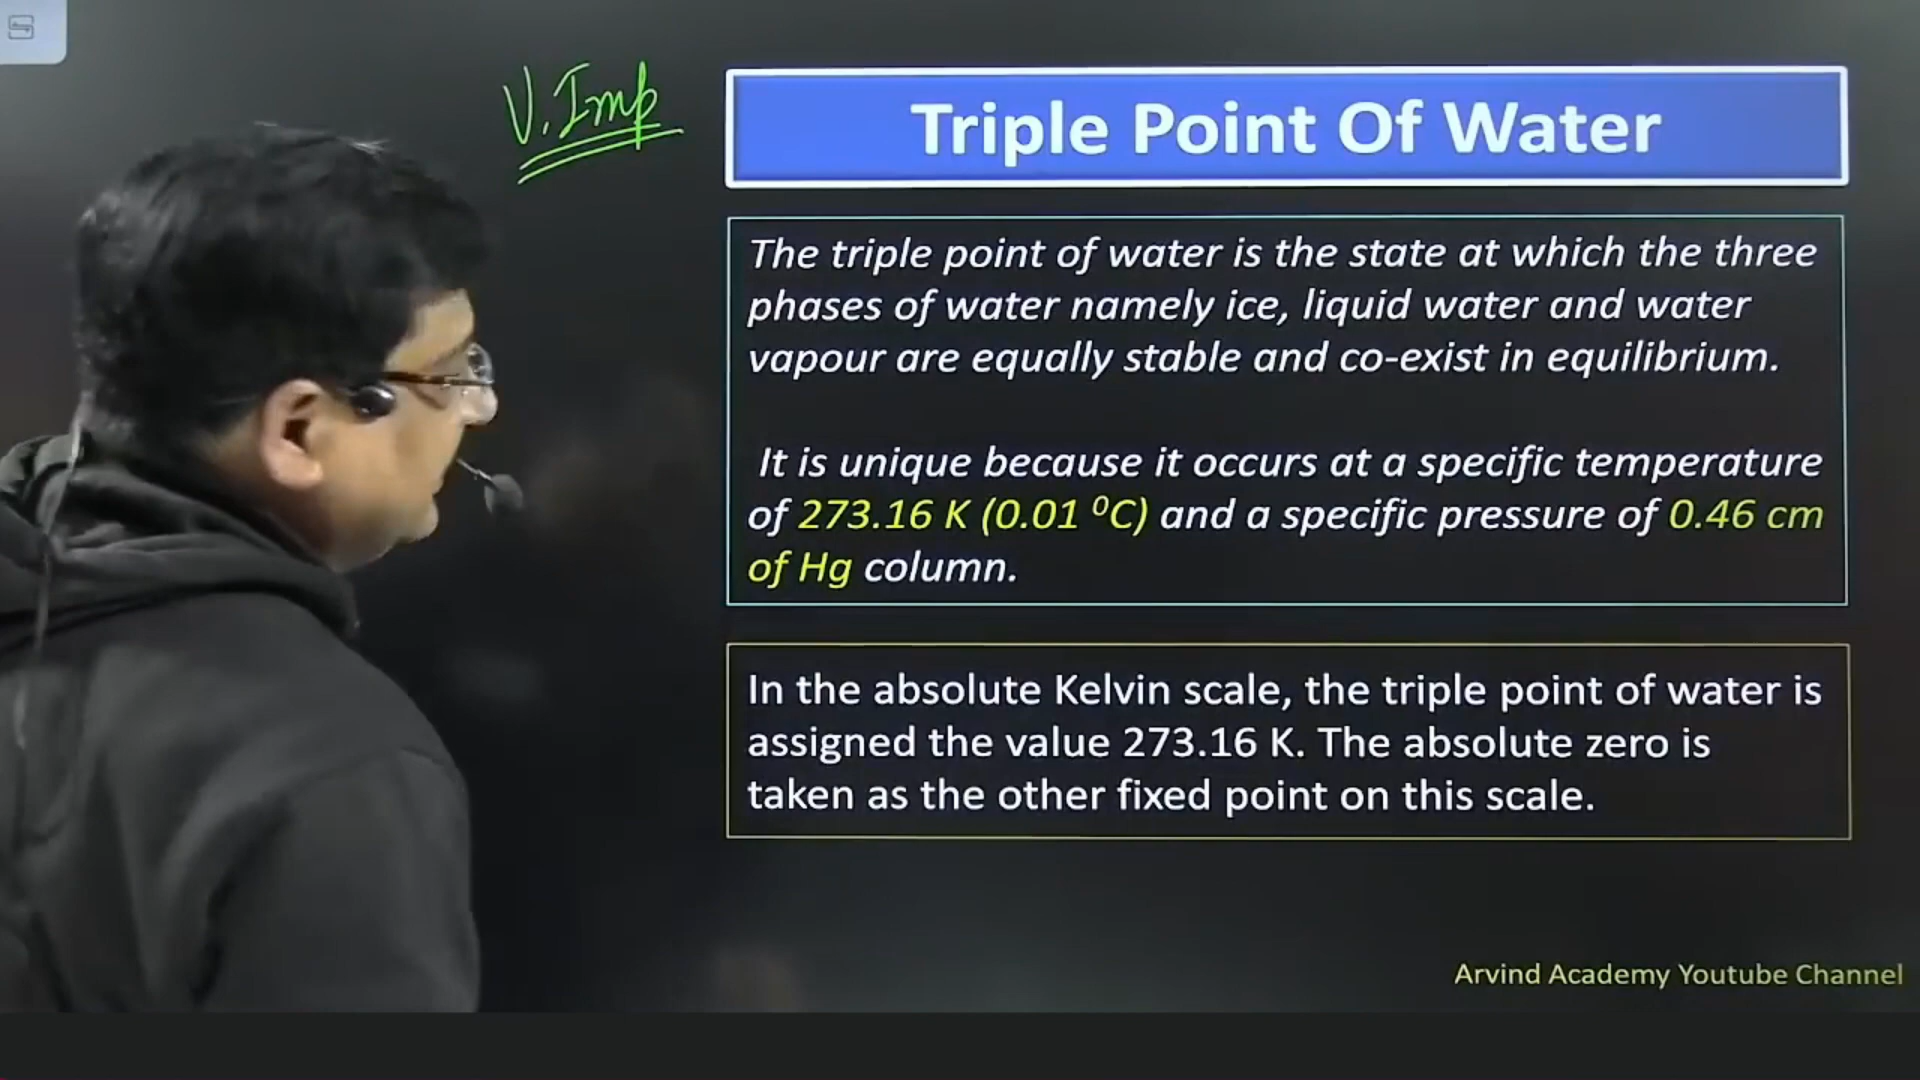 V. Imp
Triple Point Of Water
The triple point of water is the state at which the three
phases of water namely ice, liquid water and water
vapour are equally stable and co-exist in equilibrium.
It is unique because it occurs at a specific temperature
of 273.16 K (0.01 ⁰C) and a specific pressure of 0.46 cm
of Hg column.
In the absolute Kelvin scale, the triple point of water is
assigned the value 273.16 K. The absolute zero is
taken as the other fixed point on this scale.
Arvind Academy Youtube Channel